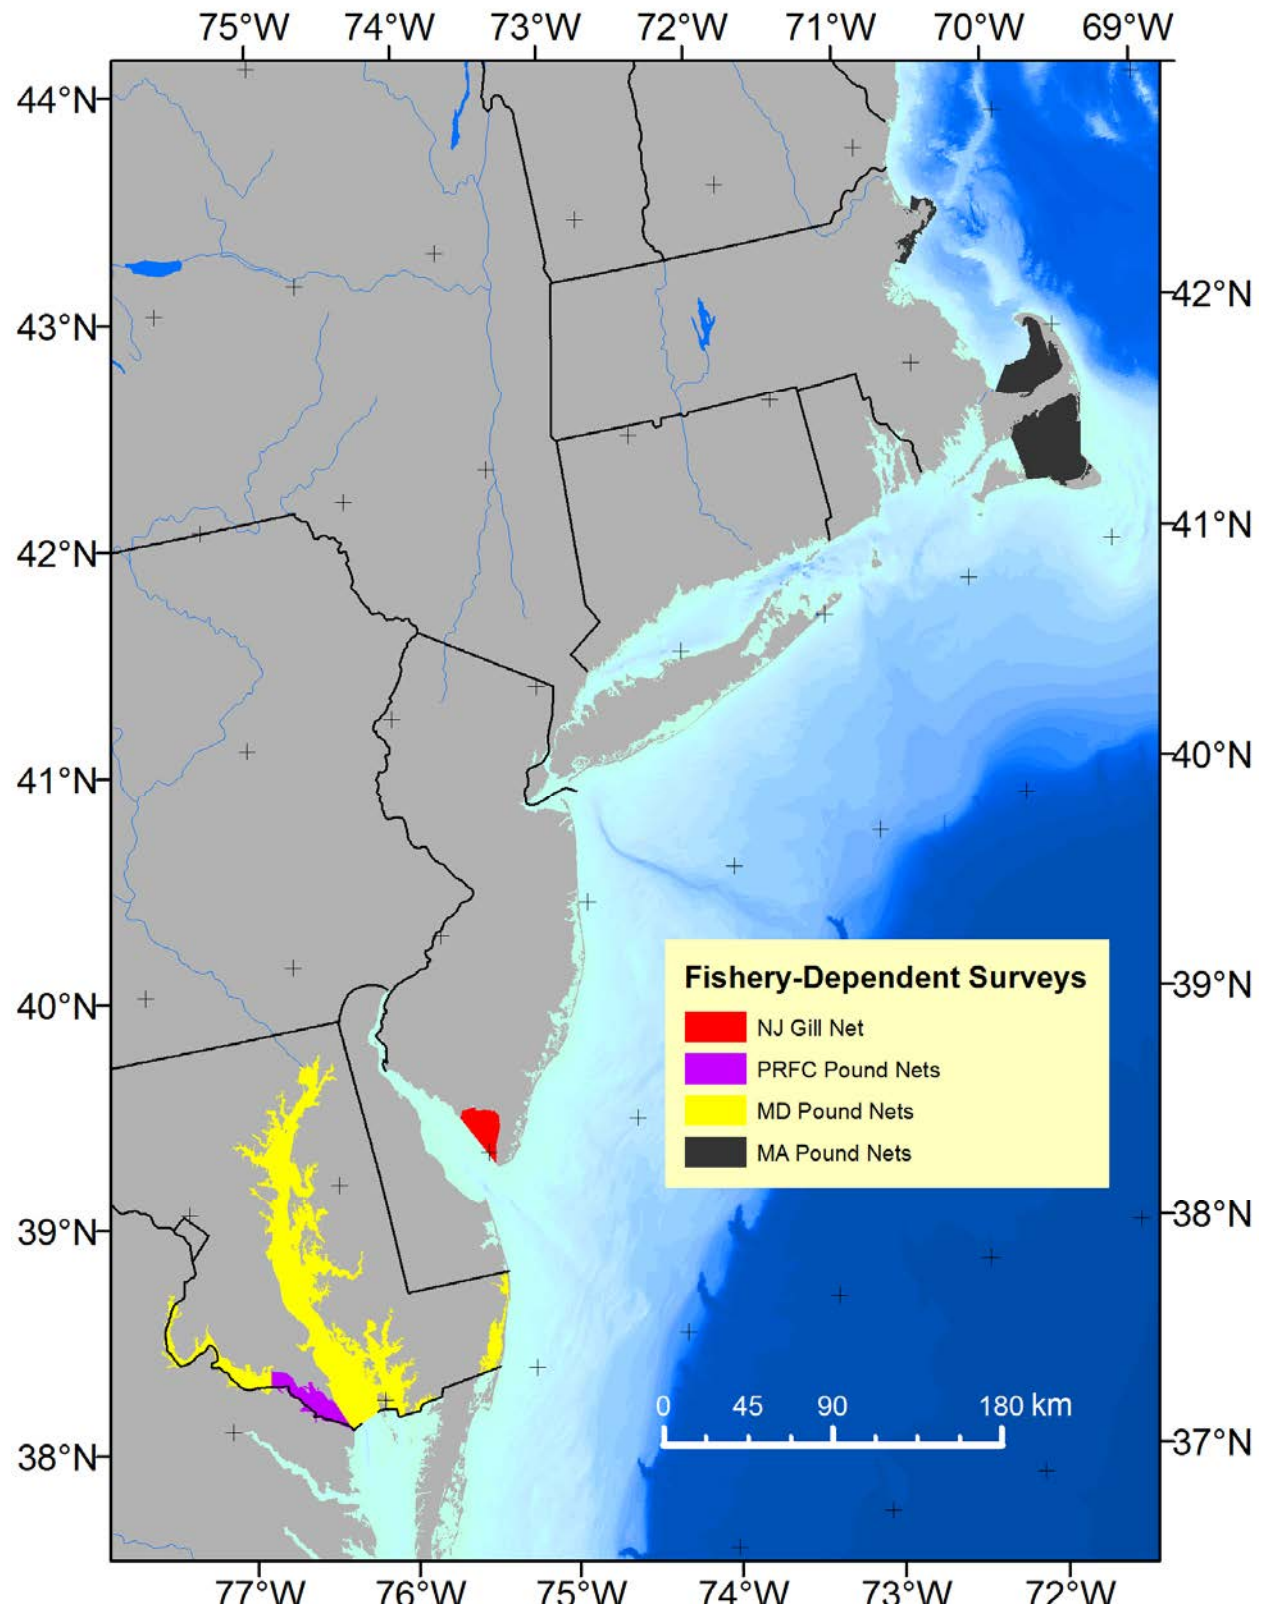 75°W 74°W 73°W 72°W 71°W 70°W 69°W
44°N
42°N
43°N
41°N
42°N
40°N
41°N
39°N
40°N
Fishery-Dependent Surveys
NJ Gill Net
PRFC Pound Nets
MD Pound Nets
MA Pound Nets
38°N
39°N
0 45 90 180 km
37°N
38°N
77°W 76°W 75°W 74°W 73°W 72°W